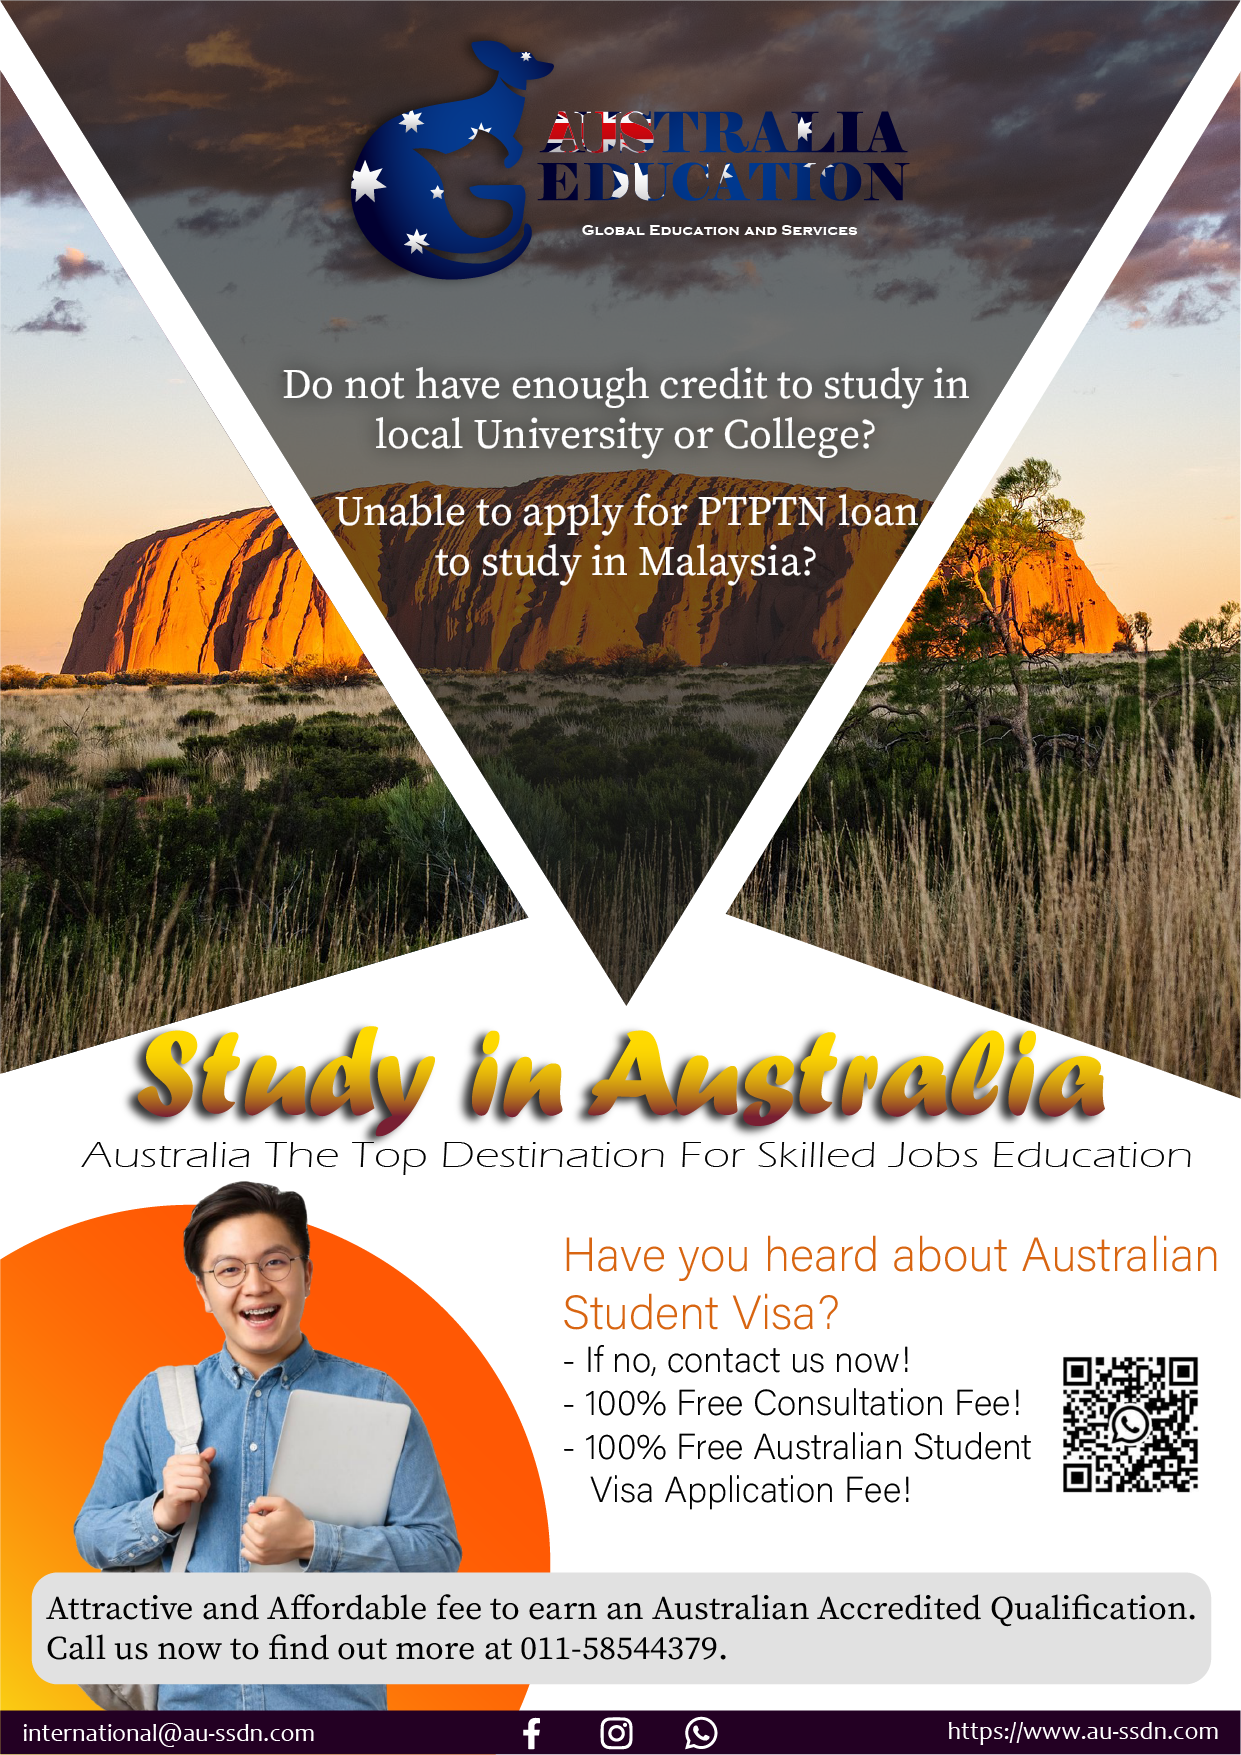 AUSTRALIA
EDUCATION
Global Education and Services
Do not have enough credit to study in
local University or College?
Unable to apply for PTPTN loan
to study in Malaysia?
Study in Australia
Australia The Top Destination For Skilled Jobs Education
Have you heard about Australian
Student Visa?
- If no, contact us now!
- 100% Free Consultation Fee!
- 100% Free Australian Student
Visa Application Fee!
Attractive and Affordable fee to earn an Australian Accredited Qualification.
Call us now to find out more at 011-58544379.
international@au-ssdn.com
https://www.au-ssdn.com